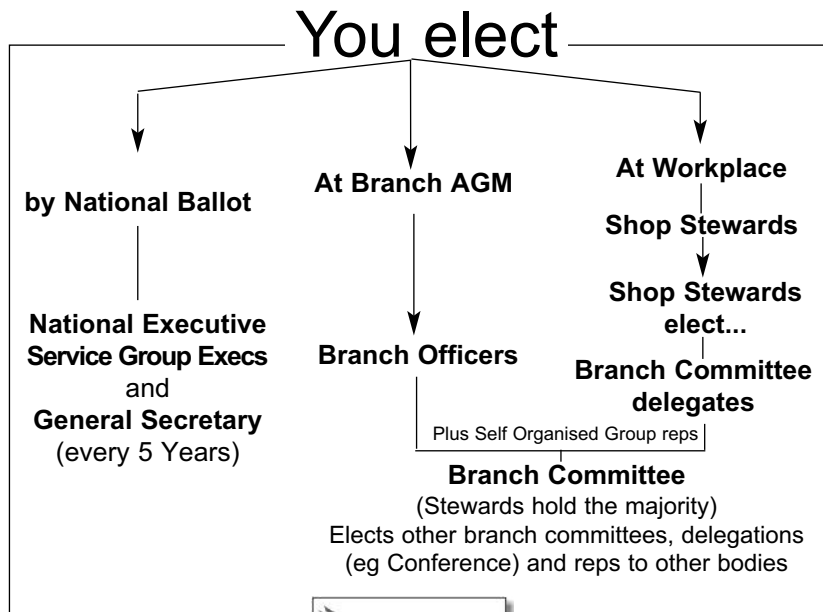 You elect
by National Ballot
National Executive
Service Group Execs
and
General Secretary
(every 5 Years)
At Branch AGM
Branch Officers
At Workplace
Shop Stewards
Shop Stewards
elect...
Branch Committee
delegates
Plus Self Organised Group reps
Branch Committee
(Stewards hold the majority)
Elects other branch committees, delegations
(eg Conference) and reps to other bodies